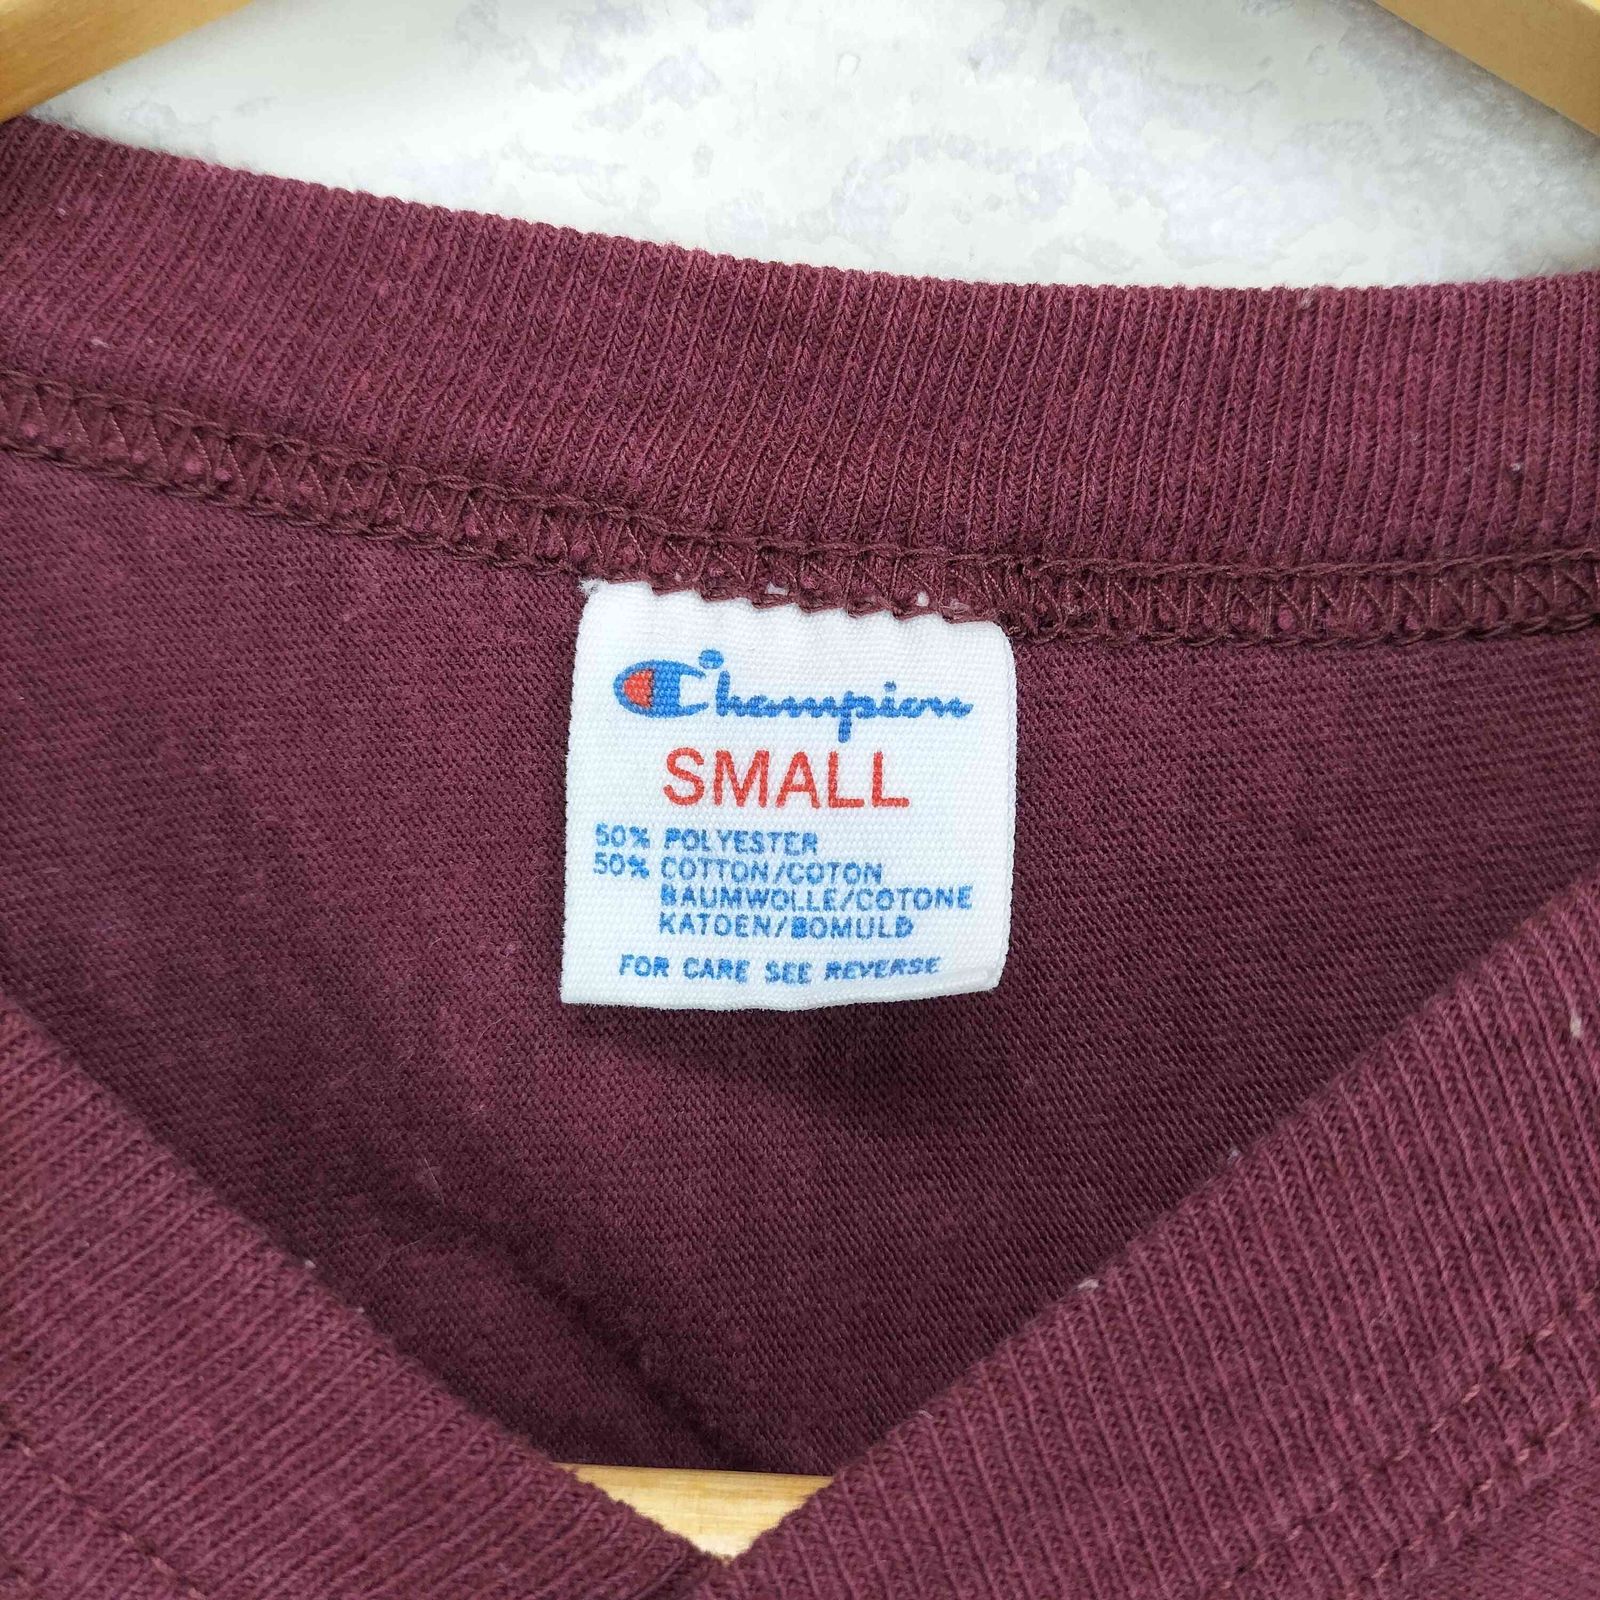 Champion
SMALL
50% POLYESTER
50% COTTON/COTON
BAUMWOLLE/COTONE
KATOEN/BOMULD
FOR CARE SEE REVERSE